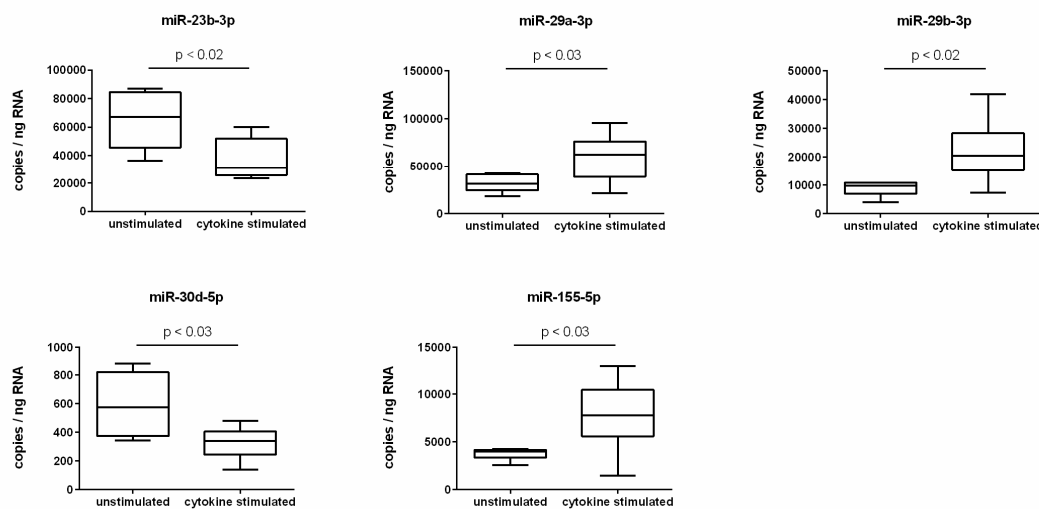 miR-23b-3p
p < 0.02
copies / ng RNA
100000
80000
60000
40000
20000
0
unstimulated cytokine stimulated
miR-29a-3p
p < 0.03
copies / ng RNA
150000
100000
50000
0
unstimulated cytokine stimulated
miR-29b-3p
p < 0.02
copies / ng RNA
50000
40000
30000
20000
10000
0
unstimulated cytokine stimulated
miR-30d-5p
p < 0.03
copies / ng RNA
1000
800
600
400
200
0
unstimulated cytokine stimulated
miR-155-5p
p < 0.03
copies / ng RNA
15000
10000
5000
0
unstimulated cytokine stimulated